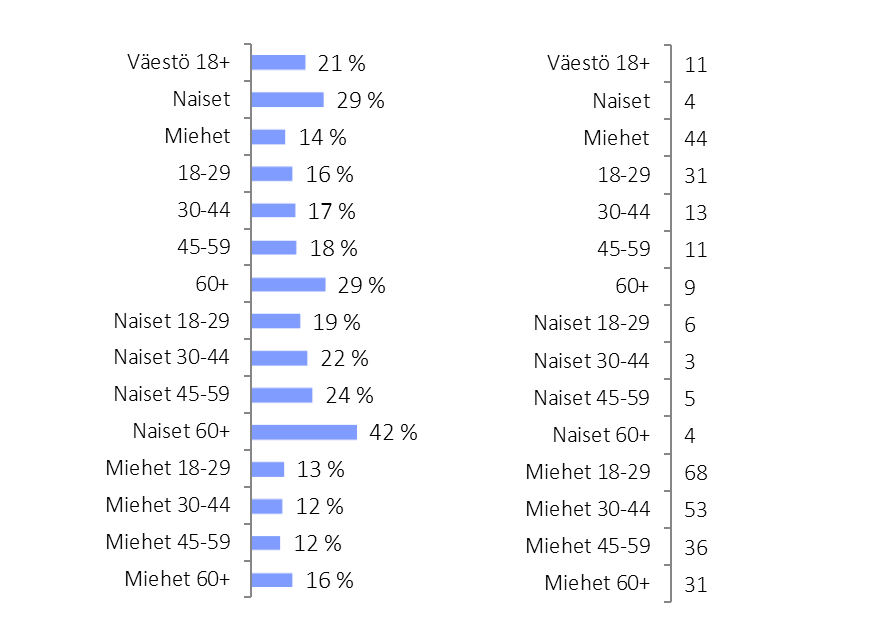 Väestö 18+ 21 %
Naiset 29 %
Miehet 14 %
18-29 16 %
30-44 17 %
45-59 18 %
60+ 29 %
Naiset 18-29 19 %
Naiset 30-44 22 %
Naiset 45-59 24 %
Naiset 60+ 42 %
Miehet 18-29 13 %
Miehet 30-44 12 %
Miehet 45-59 12 %
Miehet 60+ 16 %
Väestö 18+ 11
Naiset 4
Miehet 44
18-29 31
30-44 13
45-59 11
60+ 9
Naiset 18-29 6
Naiset 30-44 3
Naiset 45-59 5
Naiset 60+ 4
Miehet 18-29 68
Miehet 30-44 53
Miehet 45-59 36
Miehet 60+ 31